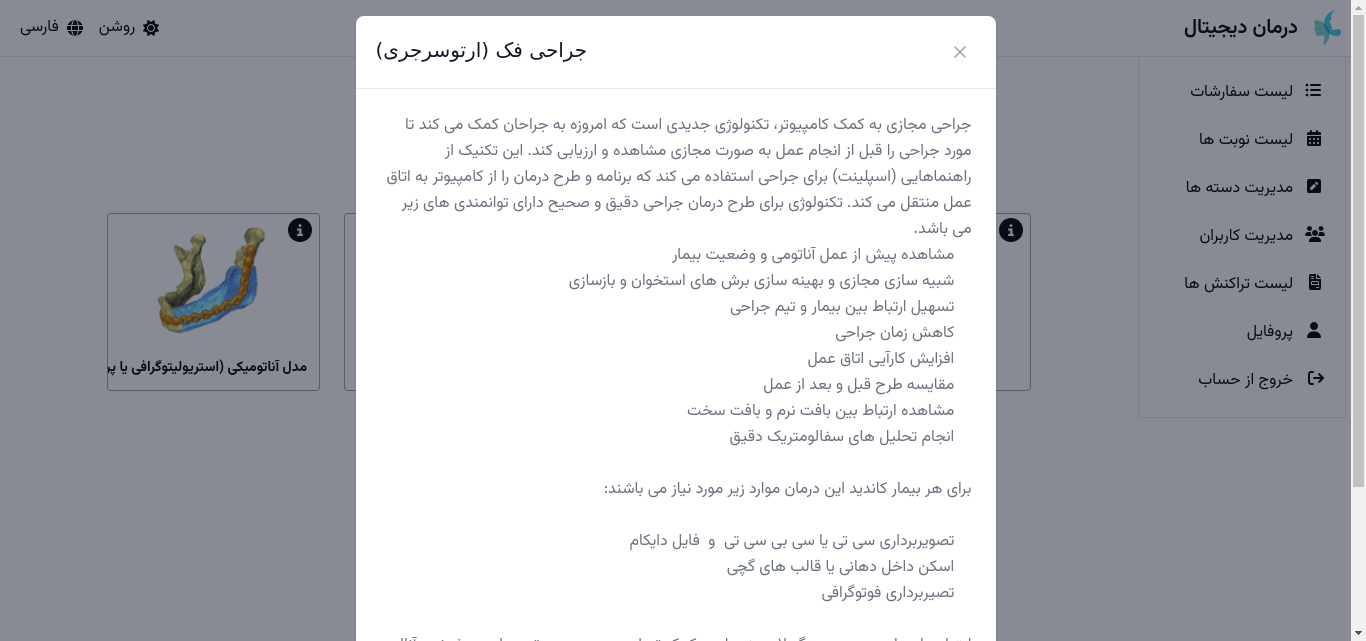 درمان دیجیتال
روشن
فارسی
لیست سفارشات
لیست نوبت ها
مدیریت دسته ها
مدیریت کاربران
لیست تراکنش ها
پروفایل
خروج از حساب
جراحی فک (ارتوسرجری)
جراحی مجازی به کمک کامپیوتر، تکنولوژی جدیدی است که امروزه به جراحان کمک می کند تا
مورد جراحی را قبل از انجام عمل به صورت مجازی مشاهده و ارزیابی کند. این تکنیک از
راهنماهایی (اسپلینت) برای جراحی استفاده می کند که برنامه و طرح درمان را از کامپیوتر به اتاق
عمل منتقل می کند. تکنولوژی برای طرح درمان جراحی دقیق و صحیح دارای توانمندی های زیر
می باشد.
مشاهده پیش از عمل آناتومی و وضعیت بیمار
شبیه سازی مجازی و بهینه سازی برش های استخوان و بازسازی
تسهیل ارتباط بین بیمار و تیم جراحی
کاهش زمان جراحی
افزایش کارآیی اتاق عمل
مقایسه طرح قبل و بعد از عمل
مشاهده ارتباط بین بافت نرم و بافت سخت
انجام تحلیل های سفالومتریک دقیق
برای هر بیمار کاندید این درمان موارد زیر مورد نیاز می باشند:
تصویربرداری سی تی یا سی بی سی تی و فایل دایکام
اسکن داخل دهانی یا قالب های گچی
تصیربرداری فوتوگرافی
مدل آناتومیکی (استریولیتوگرافی یا